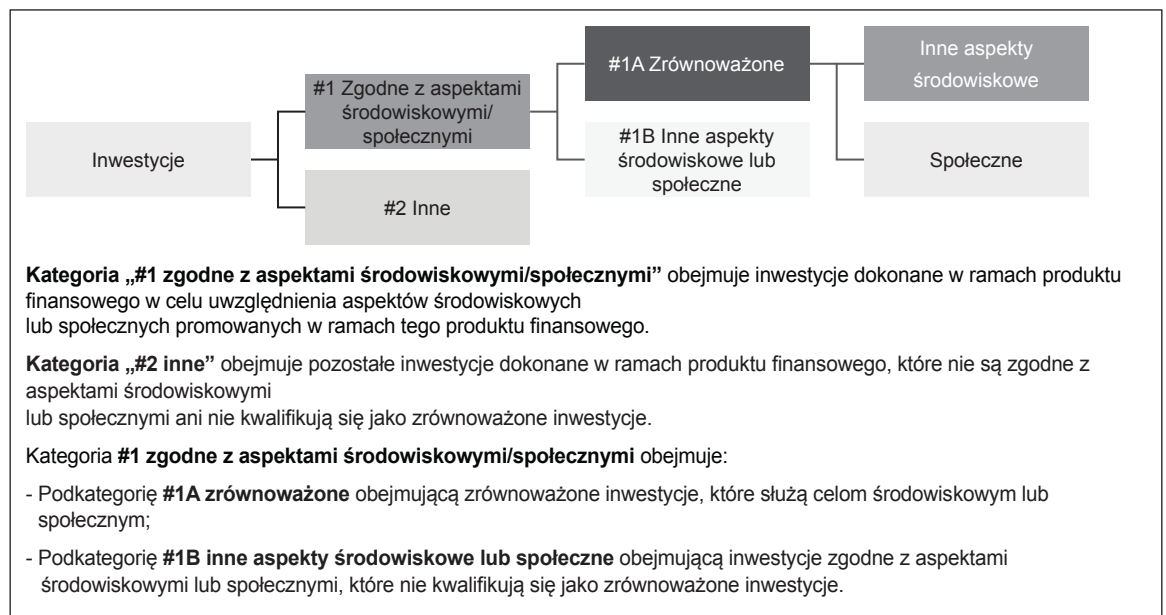 Inwestycje
#1 Zgodne z aspektami
środowiskowymi/
społecznymi
#2 Inne
#1A Zrównoważone
#1B Inne aspekty
środowiskowe lub
społeczne
Inne aspekty
środowiskowe
Społeczne
Kategoria „#1 zgodne z aspektami środowiskowymi/społecznymi” obejmuje inwestycje dokonane w ramach produktu
finansowego w celu uwzględnienia aspektów środowiskowych
lub społecznych promowanych w ramach tego produktu finansowego.
Kategoria „#2 inne” obejmuje pozostałe inwestycje dokonane w ramach produktu finansowego, które nie są zgodne z
aspektami środowiskowymi
lub społecznymi ani nie kwalifikują się jako zrównoważone inwestycje.
Kategoria #1 zgodne z aspektami środowiskowymi/społecznymi obejmuje:
- Podkategorię #1A zrównoważone obejmującą zrównoważone inwestycje, które służą celom środowiskowym lub
społecznym;
- Podkategorię #1B inne aspekty środowiskowe lub społeczne obejmującą inwestycje zgodne z aspektami
środowiskowymi lub społecznymi, które nie kwalifikują się jako zrównoważone inwestycje.